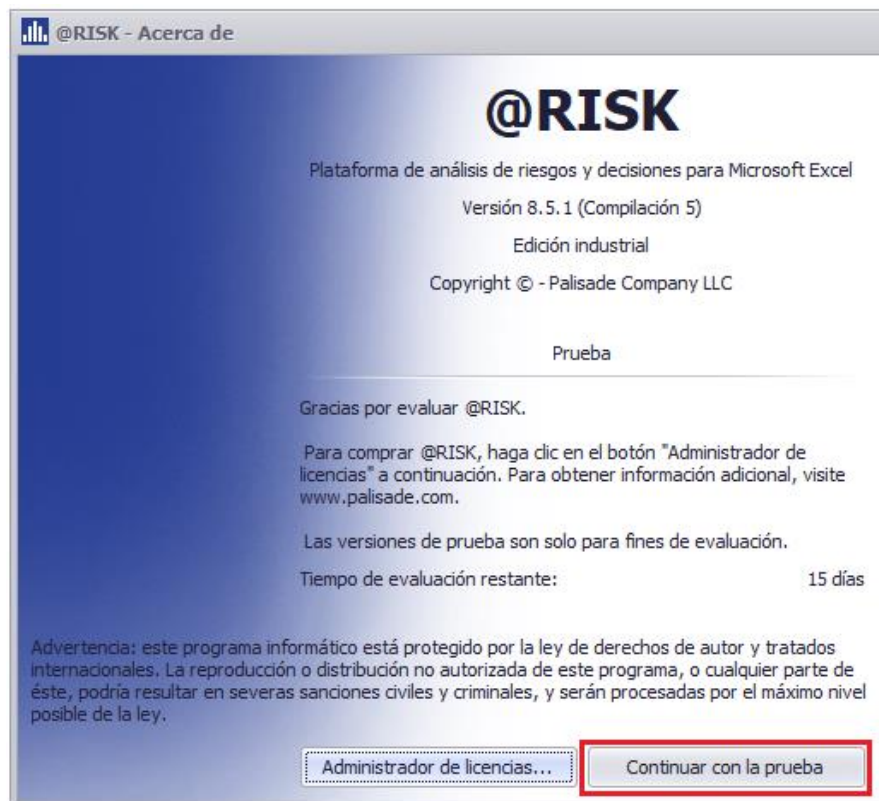 @RISK - Acerca de
@RISK
Plataforma de análisis de riesgos y decisiones para Microsoft Excel
Versión 8.5.1 (Compilación 5)
Edición industrial
Copyright © - Palisade Company LLC
Prueba
Gracias por evaluar @RISK.
Para comprar @RISK, haga clic en el botón "Administrador de
licencias" a continuación. Para obtener información adicional, visite
www.palisade.com.
Las versiones de prueba son solo para fines de evaluación.
Tiempo de evaluación restante: 15 días
Advertencia: este programa informático está protegido por la ley de derechos de autor y tratados
internacionales. La reproducción o distribución no autorizada de este programa, o cualquier parte de
éste, podría resultar en severas sanciones civiles y criminales, y serán procesadas por el máximo nivel
posible de la ley.
Administrador de licencias... Continuar con la prueba